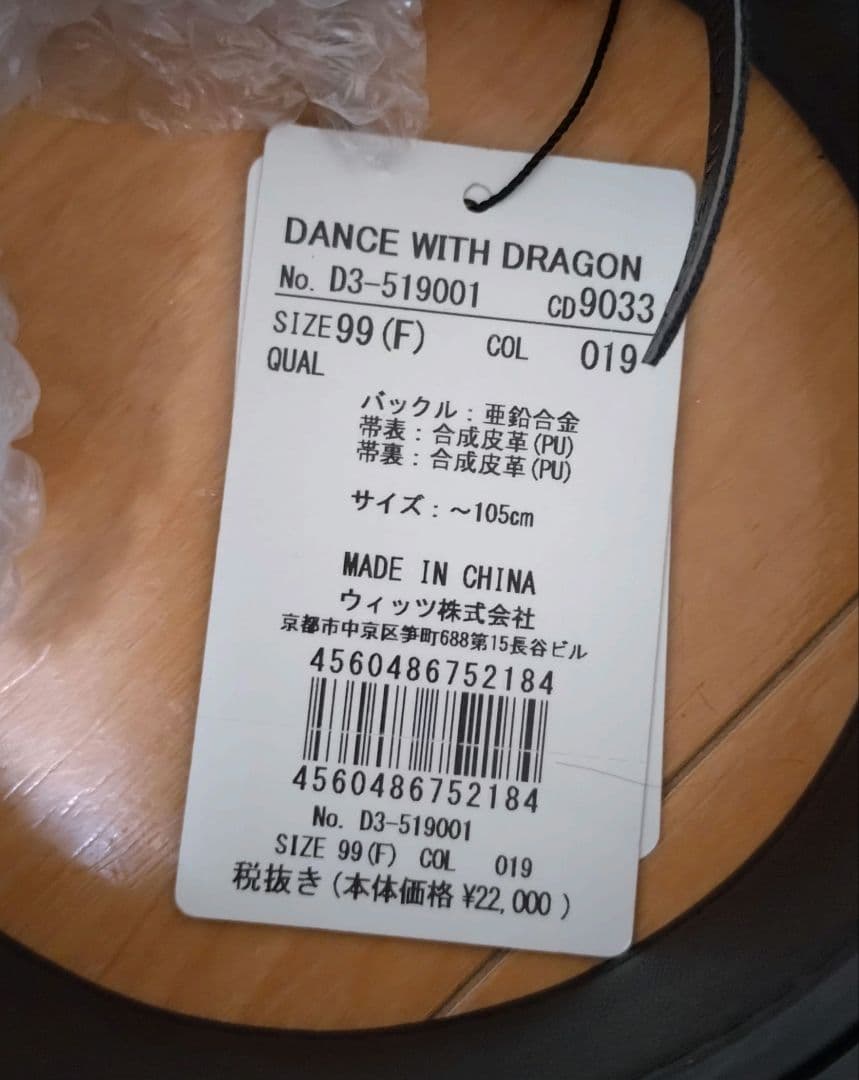 DANCE WITH DRAGON
No. D3-519001 CD9033
SIZE99(F) COL 019
QUAL
バックル：亜鉛合金
帯表：合成皮革(PU)
帯裏：合成皮革(PU)
サイズ：～105cm
MADE IN CHINA
ウィッツ株式会社
京都市中京区笋町688第15長谷ビル
4560486752184
4560486752184
No. D3-519001
SIZE 99(F) COL 019
税抜き(本体価格 ¥22,000 )